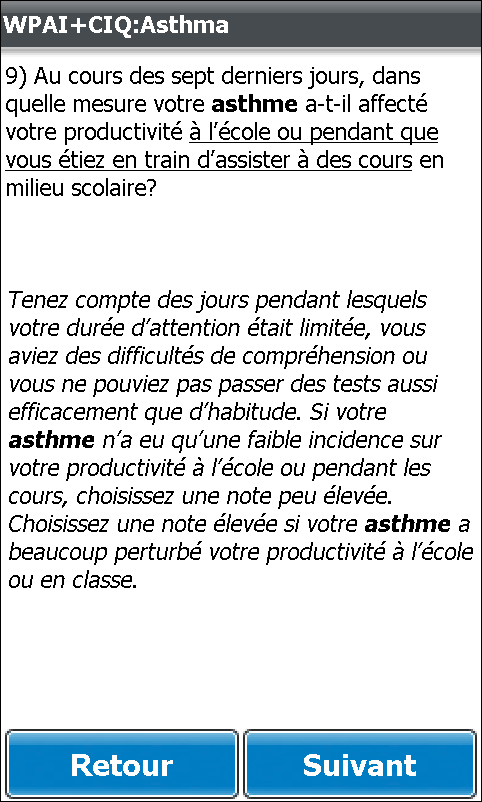 WPAI+CIQ:Asthma
9) Au cours des sept derniers jours, dans
quelle mesure votre asthme a-t-il affecté
votre productivité à l’école ou pendant que
vous étiez en train d’assister à des cours en
milieu scolaire?
Tenez compte des jours pendant lesquels
votre durée d’attention était limitée, vous
aviez des difficultés de compréhension ou
vous ne pouviez pas passer des tests aussi
efficacement que d’habitude. Si votre
asthme n’a eu qu’une faible incidence sur
votre productivité à l’école ou pendant les
cours, choisissez une note peu élevée.
Choisissez une note élevée si votre asthme a
beaucoup perturbé votre productivité à l’école
ou en classe.
Retour
Suivant